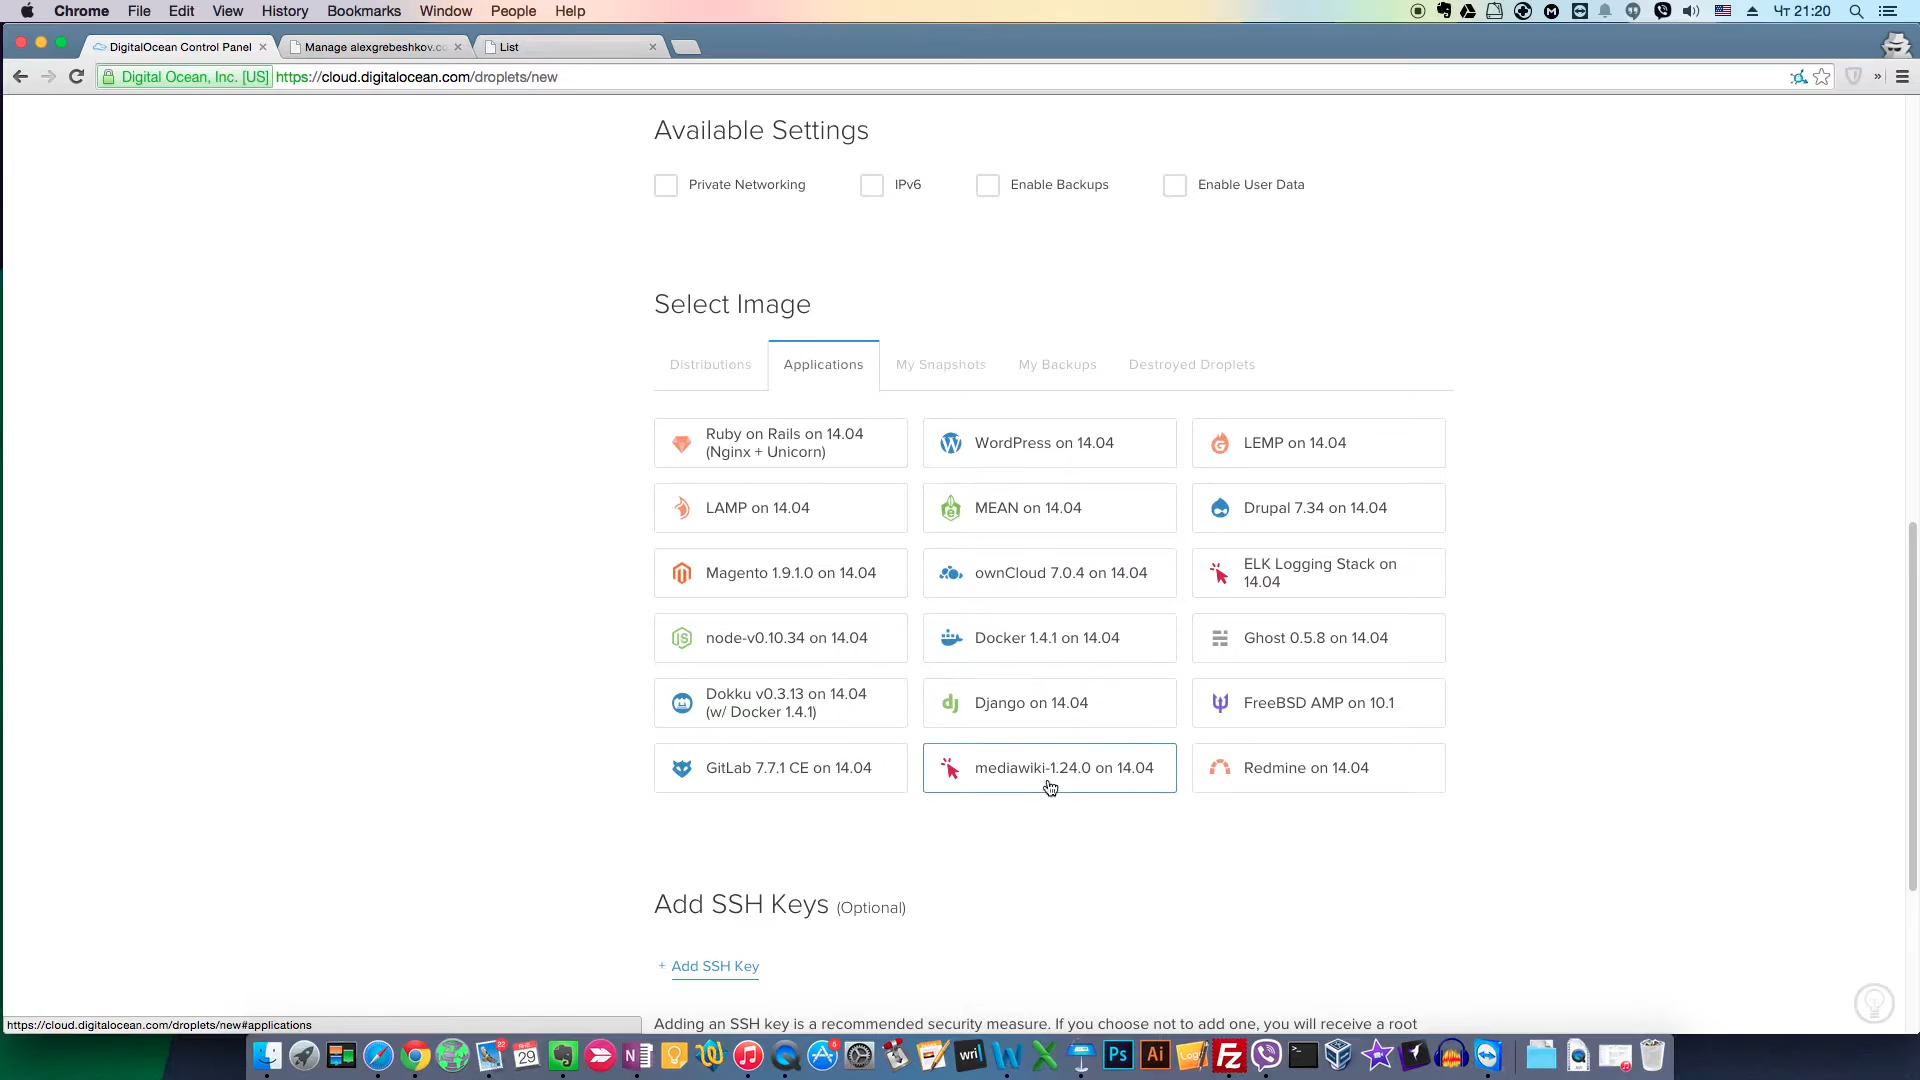 Chrome File Edit View History Bookmarks Window People Help
Чт 21:20
DigitalOcean Control Panel
Manage alexgrebeshkov.co
List
Digital Ocean, Inc. [US] https://cloud.digitalocean.com/droplets/new
Available Settings
Private Networking
IPv6
Enable Backups
Enable User Data
Select Image
Distributions
Applications
My Snapshots
My Backups
Destroyed Droplets
Ruby on Rails on 14.04
(Nginx + Unicorn)
WordPress on 14.04
LEMP on 14.04
LAMP on 14.04
MEAN on 14.04
Drupal 7.34 on 14.04
Magento 1.9.1.0 on 14.04
ownCloud 7.0.4 on 14.04
ELK Logging Stack on
14.04
node-v0.10.34 on 14.04
Docker 1.4.1 on 14.04
Ghost 0.5.8 on 14.04
Dokku v0.3.13 on 14.04
(w/ Docker 1.4.1)
Django on 14.04
FreeBSD AMP on 10.1
GitLab 7.7.1 CE on 14.04
mediawiki-1.24.0 on 14.04
Redmine on 14.04
Add SSH Keys (Optional)
+ Add SSH Key
Adding an SSH key is a recommended security measure. If you choose not to add one, you will receive a root
https://cloud.digitalocean.com/droplets/new#applications